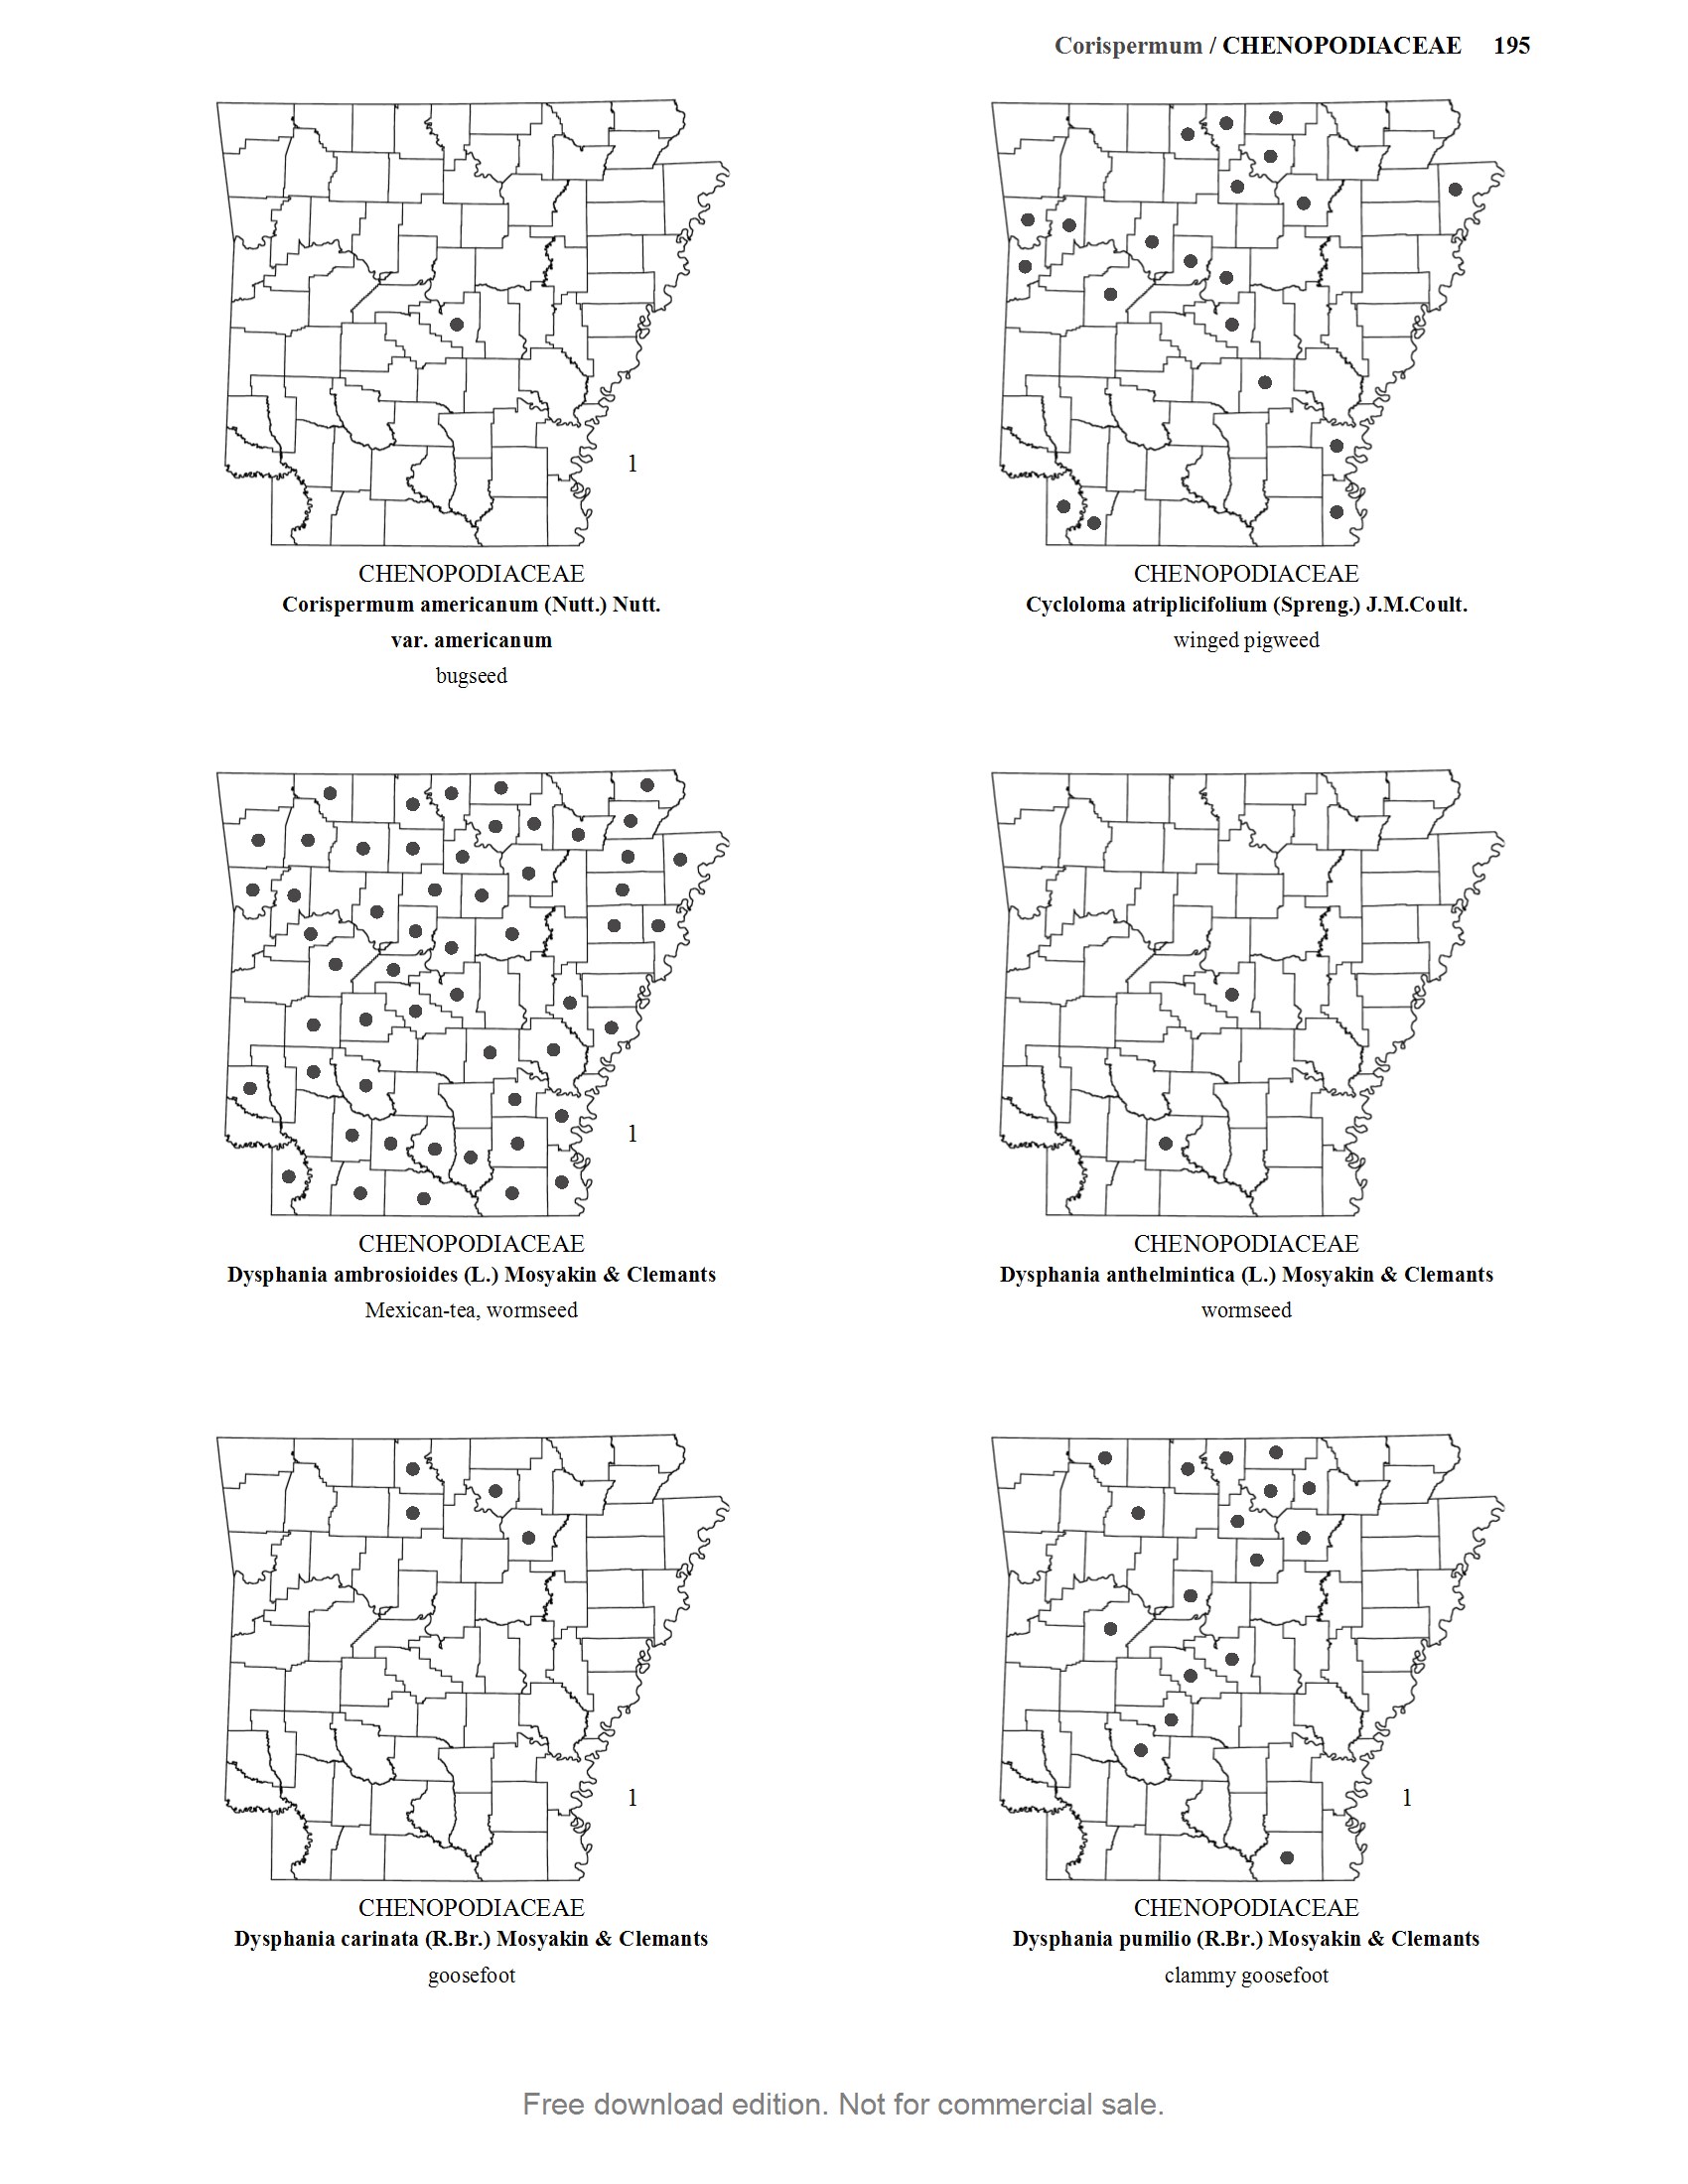 Corispermum / CHENOPODIACEAE 195
1
CHENOPODIACEAE
Corispermum americanum (Nutt.) Nutt.
var. americanum
bugseed
CHENOPODIACEAE
Cycloloma atriplicifolium (Spreng.) J.M.Coult.
winged pigweed
1
CHENOPODIACEAE
Dysphania ambrosioides (L.) Mosyakin & Clemants
Mexican-tea, wormseed
CHENOPODIACEAE
Dysphania anthelmintica (L.) Mosyakin & Clemants
wormseed
1
CHENOPODIACEAE
Dysphania carinata (R.Br.) Mosyakin & Clemants
goosefoot
1
CHENOPODIACEAE
Dysphania pumilio (R.Br.) Mosyakin & Clemants
clammy goosefoot
Free download edition. Not for commercial sale.